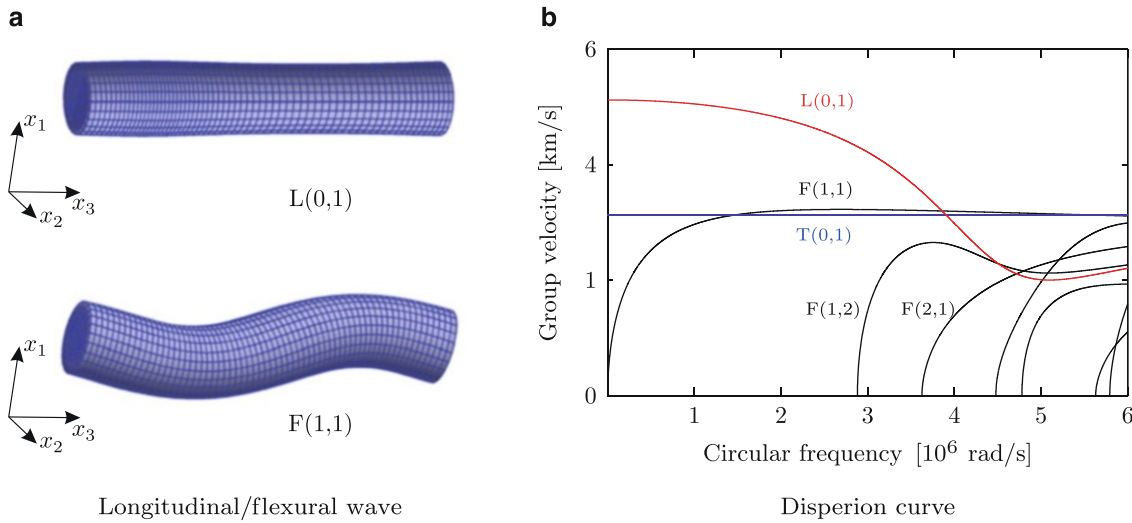 a
x1
x2
x3
L(0,1)
x1
x2
x3
F(1,1)
Longitudinal/flexural wave
b
6
4
1
0
Group velocity [km/s]
L(0,1)
F(1,1)
T(0,1)
F(1,2)
F(2,1)
1
2
3
4
5
6
Circular frequency [10^6 rad/s]
Disperion curve